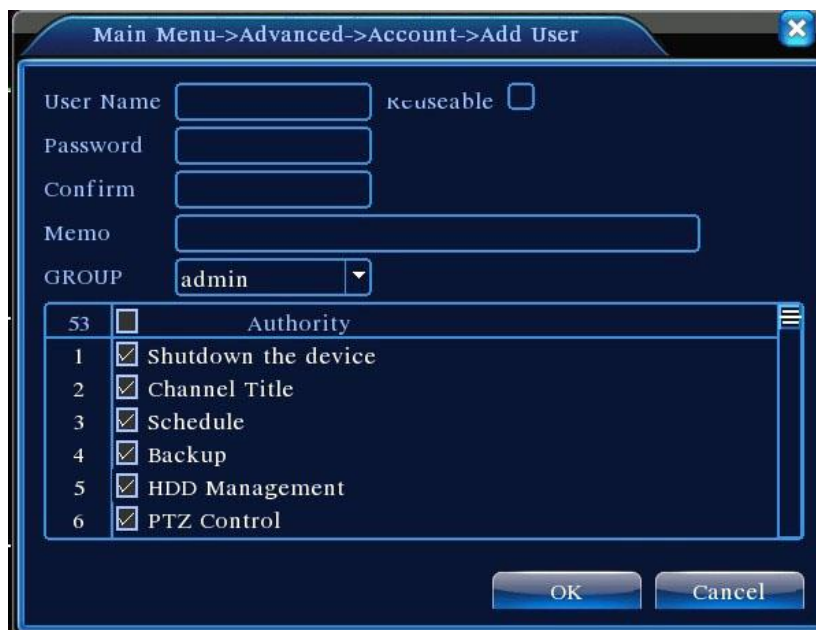 Main Menu->Advanced->Account->Add User
User Name
Reuseable
Password
Confirm
Memo
GROUP admin
53 Authority
1 Shutdown the device
2 Channel Title
3 Schedule
4 Backup
5 HDD Management
6 PTZ Control
OK Cancel